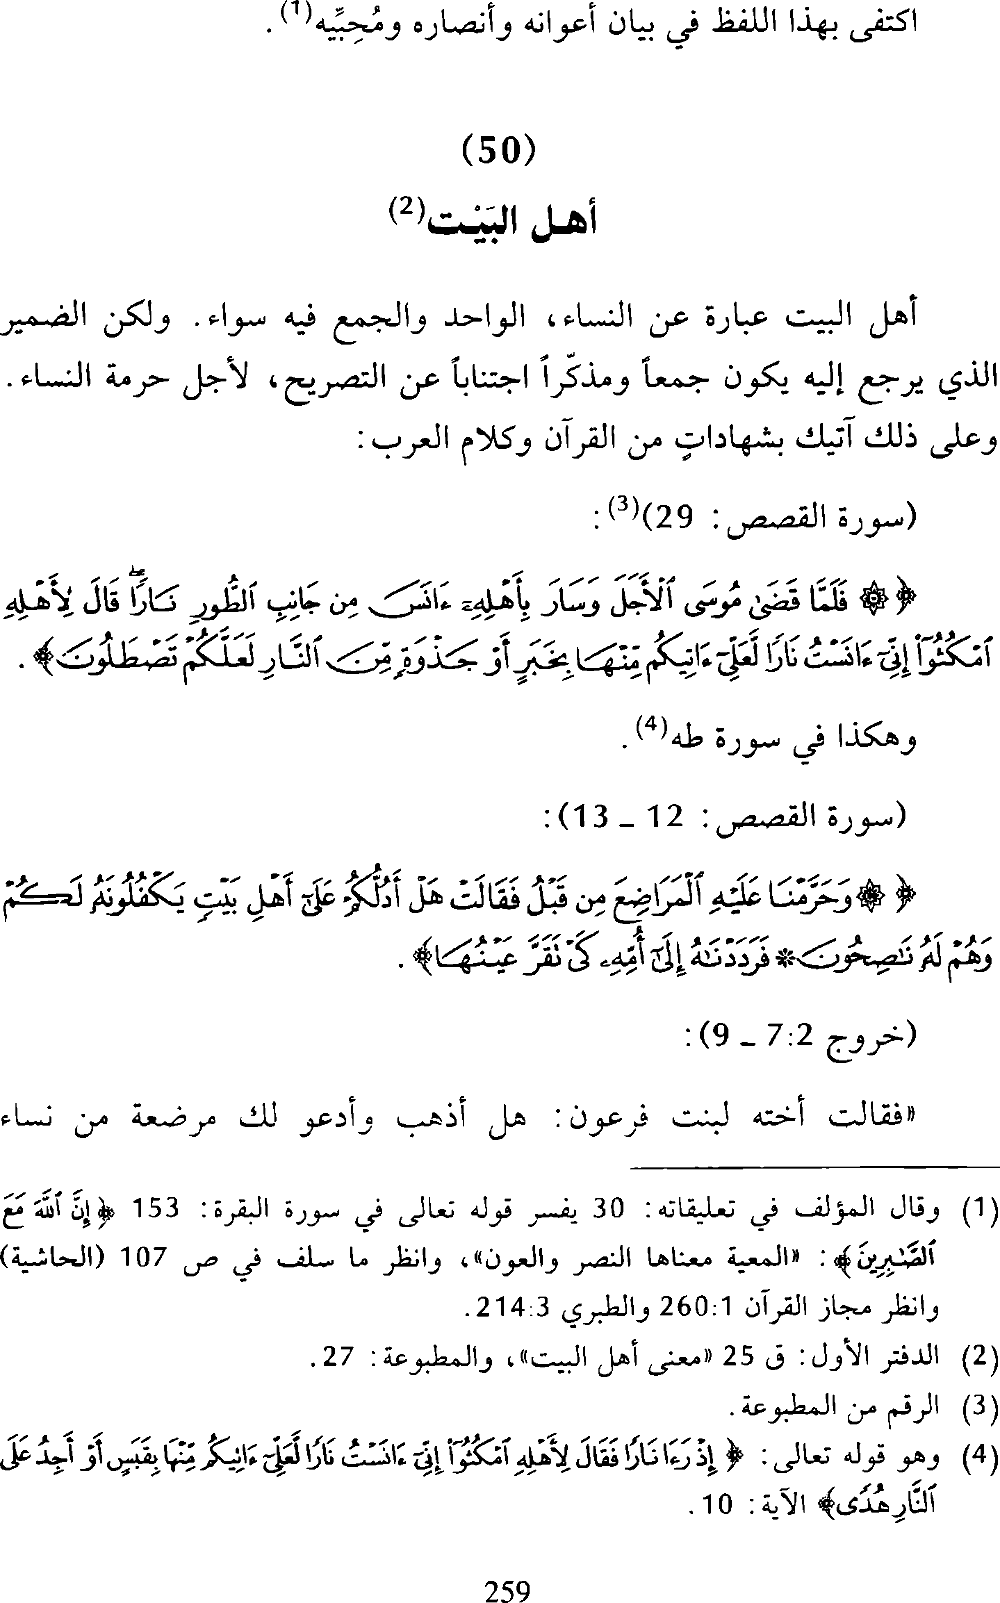 اكتفى بهذا اللفظ في بيان أعوانه وأنصاره ومُحِبِّيه(1).
(50)
أهل البَيْت(2)
أهل البيت عبارة عن النساء، الواحد والجمع فيه سواء. ولكن الضمير
الذي يرجع إليه يكون جمعاً ومذكّراً اجتناباً عن التصريح، لأجل حرمة النساء.
وعلى ذلك آتيك بشهاداتٍ من القرآن وكلام العرب:
(سورة القصص: 29)(3):
﴿۞ فَلَمَّا قَضَىٰ مُوسَى ٱلْأَجَلَ وَسَارَ بِأَهْلِهِۦٓ ءَانَسَ مِن جَانِبِ ٱلطُّورِ نَارًاۖ قَالَ لِأَهْلِهِ
ٱمْكُثُوٓا۟ إِنِّىٓ ءَانَسْتُ نَارًا لَّعَلِّىٓ ءَاتِيكُم مِّنْهَا بِخَبَرٍ أَوْ جَذْوَةٍ مِّنَ ٱلنَّارِ لَعَلَّكُمْ تَصْطَلُونَ﴾.
وهكذا في سورة طه(4).
(سورة القصص: 12 _ 13):
﴿۞ وَحَرَّمْنَا عَلَيْهِ ٱلْمَرَاضِعَ مِن قَبْلُ فَقَالَتْ هَلْ أَدُلُّكُمْ عَلَىٰٓ أَهْلِ بَيْتٍ يَكْفُلُونَهُۥ لَكُمْ
وَهُمْ لَهُۥ نَـٰصِحُونَ * فَرَدَدْنَـٰهُ إِلَىٰٓ أُمِّهِۦ كَىْ تَقَرَّ عَيْنُهَا﴾.
(خروج 2:7 _ 9):
«فقالت أخته لبنت فرعون: هل أذهب وأدعو لك مرضعة من نساء
(1) وقال المؤلف في تعليقاته: 30 يفسر قوله تعالى في سورة البقرة: 153 ﴿إِنَّ ٱللَّهَ مَعَ
ٱلصَّـٰبِرِينَ﴾: «المعية معناها النصر والعون»، وانظر ما سلف في ص 107 (الحاشية)
وانظر مجاز القرآن 260:1 والطبري 214:3.
(2) الدفتر الأول: ق 25 «معنى أهل البيت»، والمطبوعة: 27.
(3) الرقم من المطبوعة.
(4) وهو قوله تعالى: ﴿إِذْ رَءَا نَارًا فَقَالَ لِأَهْلِهِ ٱمْكُثُوٓا۟ إِنِّىٓ ءَانَسْتُ نَارًا لَّعَلِّىٓ ءَاتِيكُم مِّنْهَا بِقَبَسٍ أَوْ أَجِدُ عَلَى
ٱلنَّارِ هُدًى﴾ الآية: 10.
259